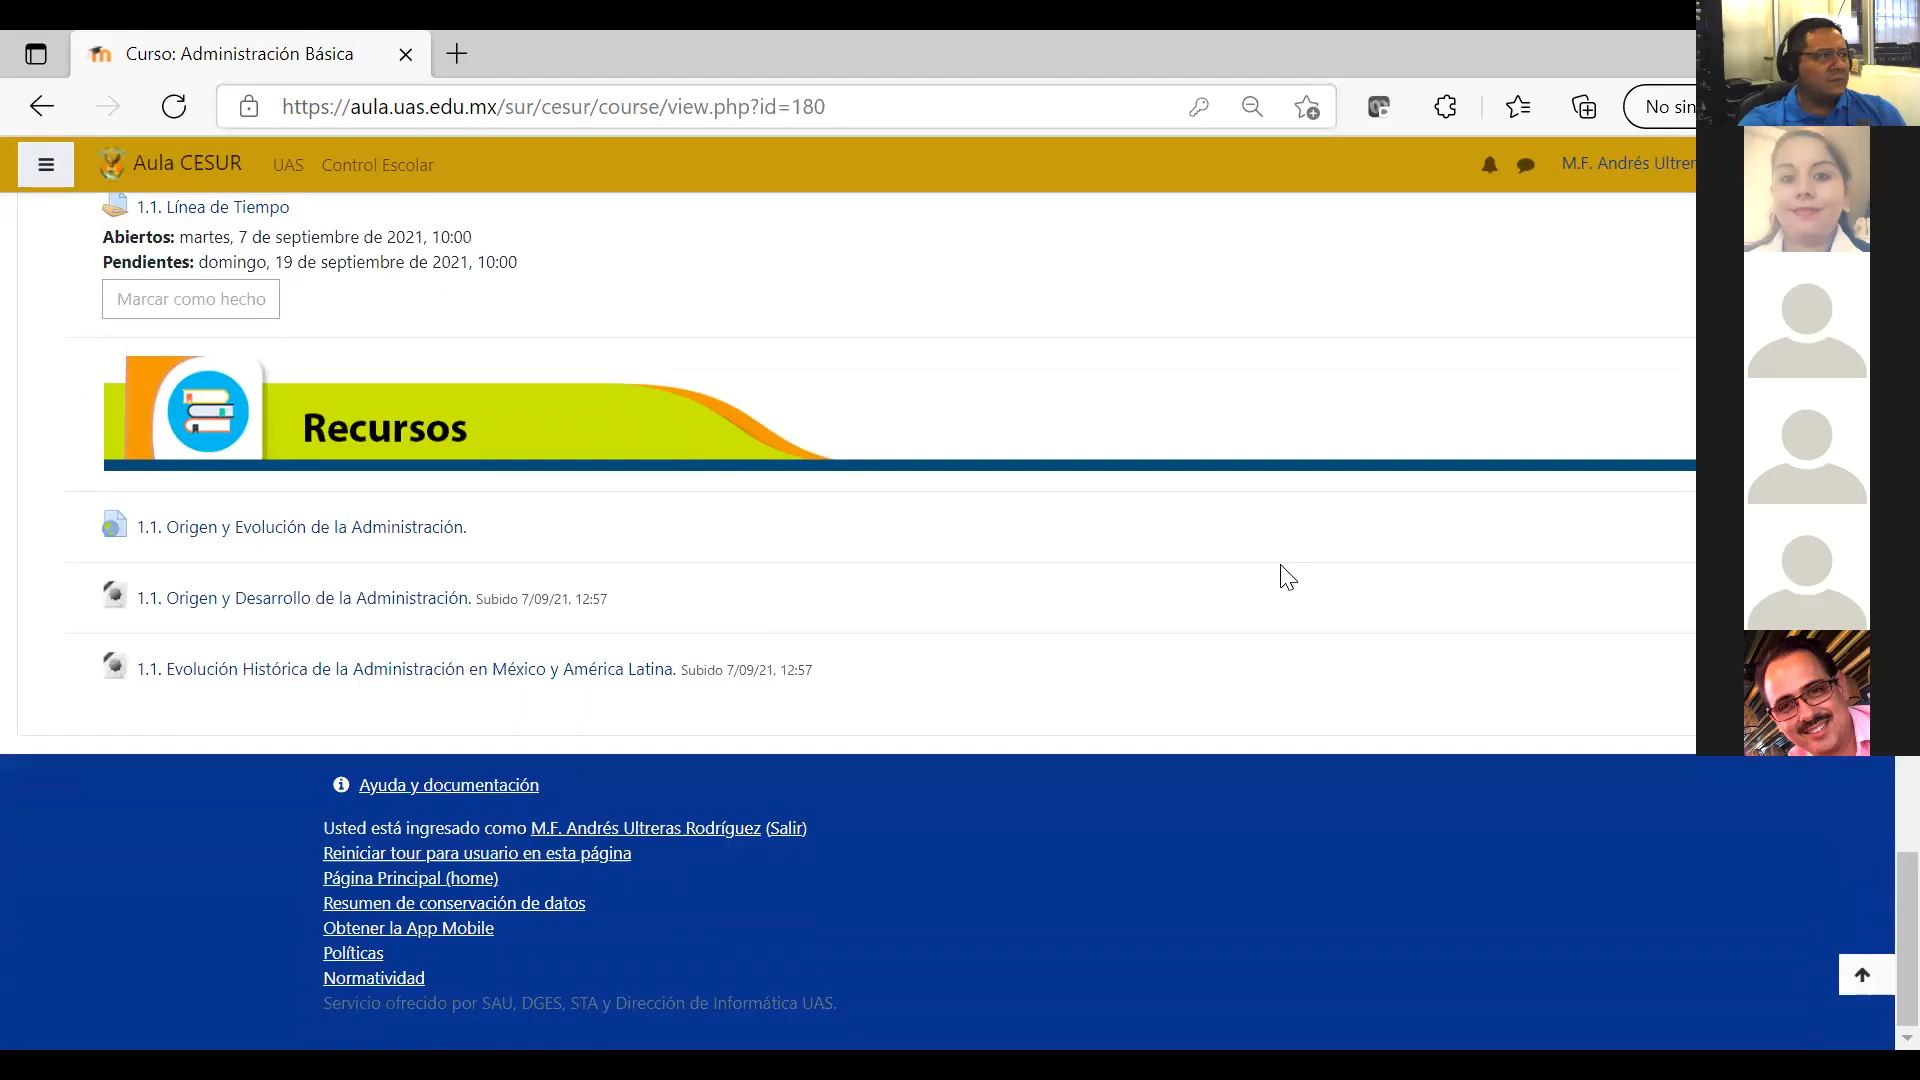 Curso: Administración Básica
https://aula.uas.edu.mx/sur/cesur/course/view.php?id=180
No sin
Aula CESUR UAS Control Escolar M.F. Andrés Ultrer
1.1. Línea de Tiempo
Abiertos: martes, 7 de septiembre de 2021, 10:00
Pendientes: domingo, 19 de septiembre de 2021, 10:00
Marcar como hecho
Recursos
1.1. Origen y Evolución de la Administración.
1.1. Origen y Desarrollo de la Administración. Subido 7/09/21, 12:57
1.1. Evolución Histórica de la Administración en México y América Latina. Subido 7/09/21, 12:57
Ayuda y documentación
Usted está ingresado como M.F. Andrés Ultreras Rodríguez (Salir)
Reiniciar tour para usuario en esta página
Página Principal (home)
Resumen de conservación de datos
Obtener la App Mobile
Políticas
Normatividad
Servicio ofrecido por SAU, DGES, STA y Dirección de Informática UAS.